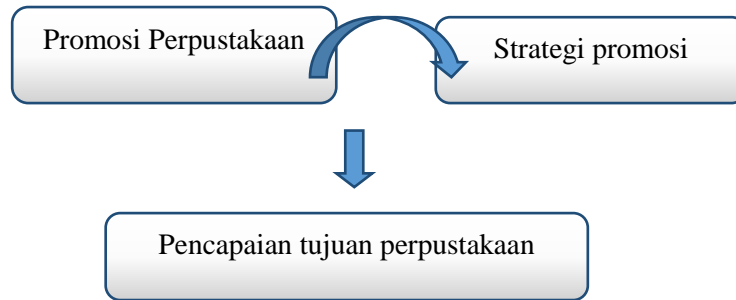 Promosi Perpustakaan
Strategi promosi
Pencapaian tujuan perpustakaan